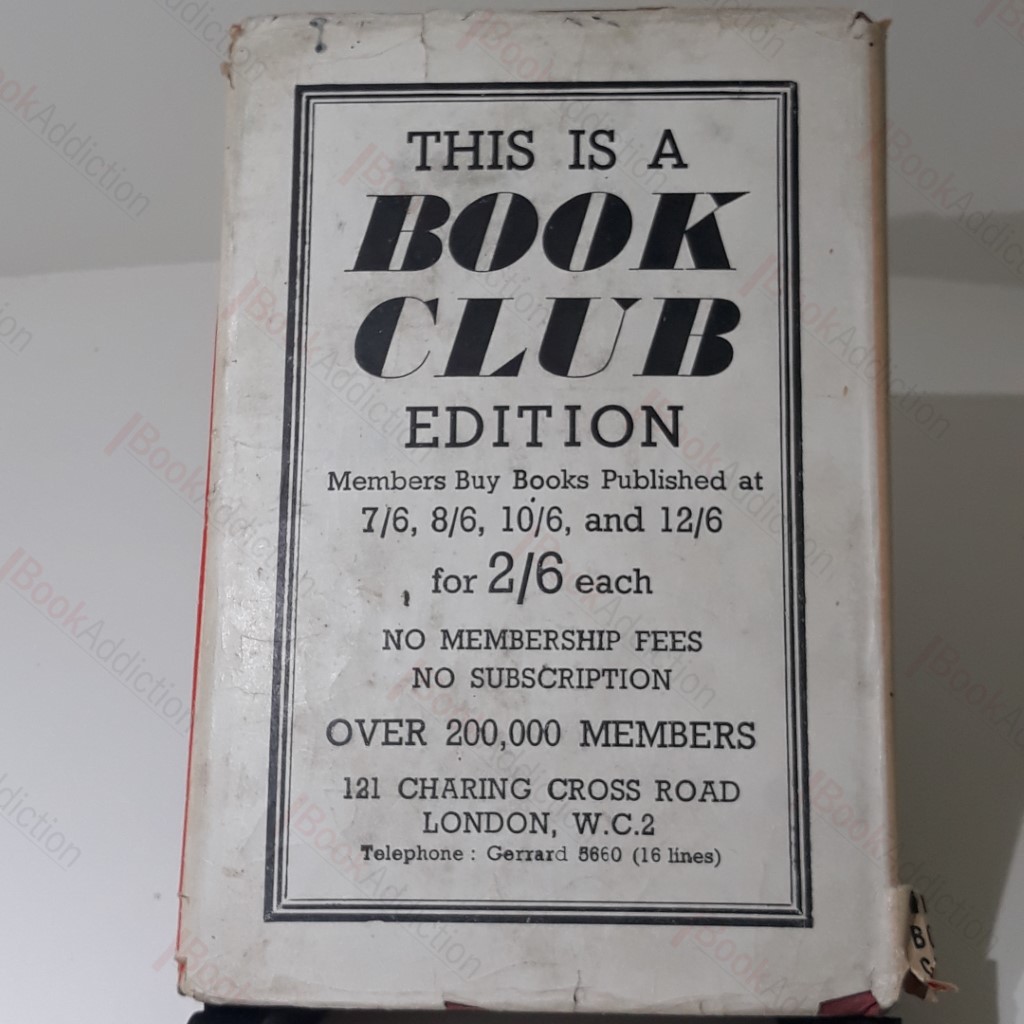 THIS IS A
BOOK
CLUB
EDITION
Members Buy Books Published at
7/6, 8/6, 10/6, and 12/6
for 2/6 each
NO MEMBERSHIP FEES
NO SUBSCRIPTION
OVER 200,000 MEMBERS
121 CHARING CROSS ROAD
LONDON, W.C.2
Telephone : Gerrard 5660 (16 lines)
BookAddiction